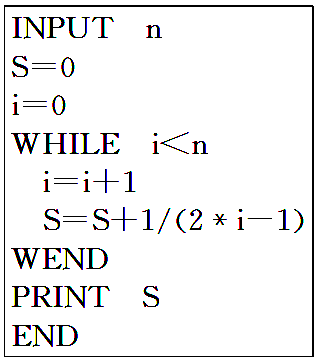 INPUT n
S=0
i=0
WHILE i<n
i=i+1
S=S+1/(2*i-1)
WEND
PRINT S
END